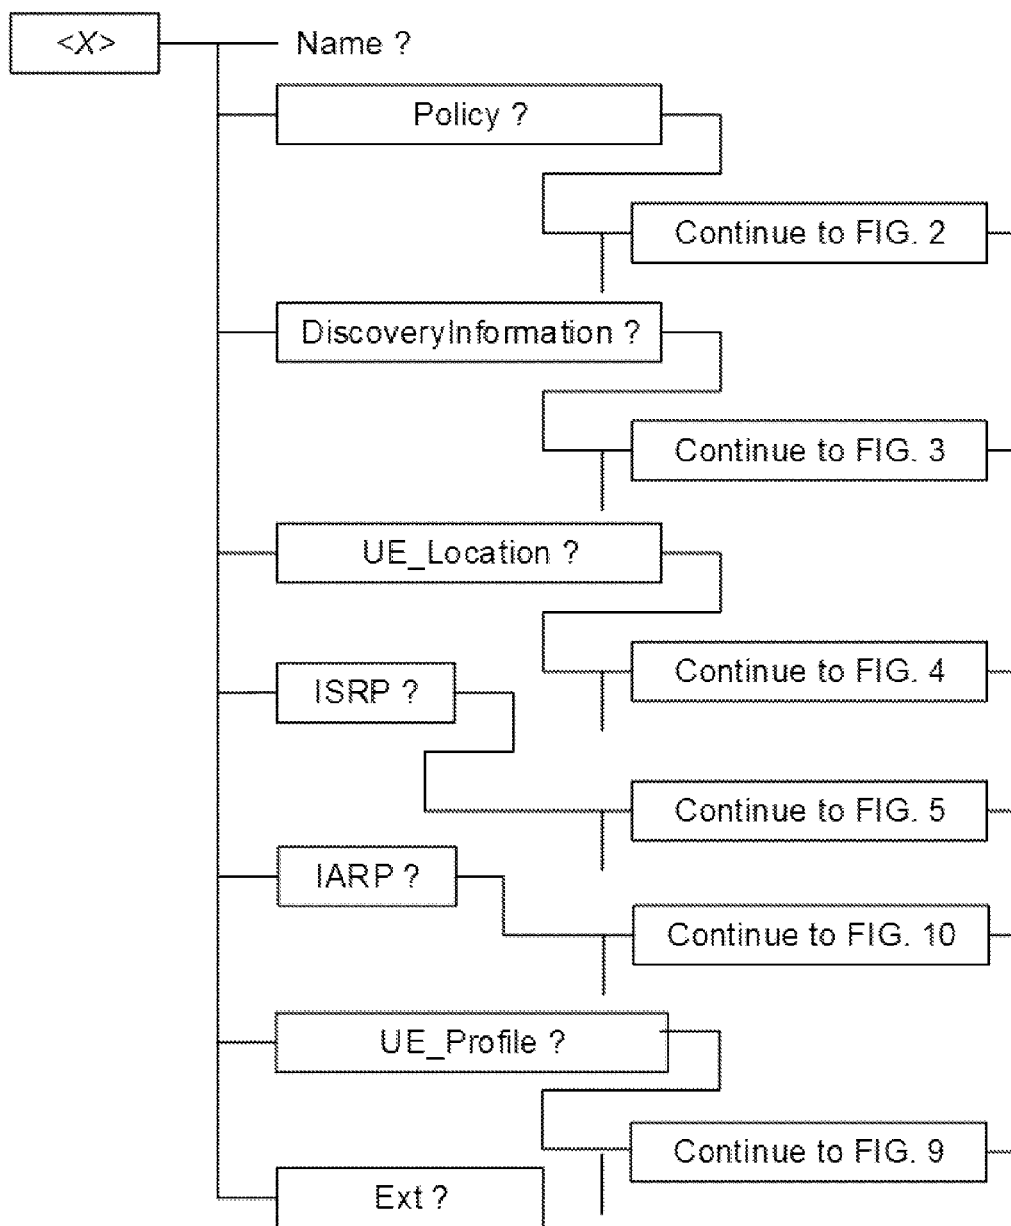 <X>
Name ?
Policy ?
Continue to FIG. 2
DiscoveryInformation ?
Continue to FIG. 3
UE_Location ?
Continue to FIG. 4
ISRP ?
Continue to FIG. 5
IARP ?
Continue to FIG. 10
UE_Profile ?
Continue to FIG. 9
Ext ?